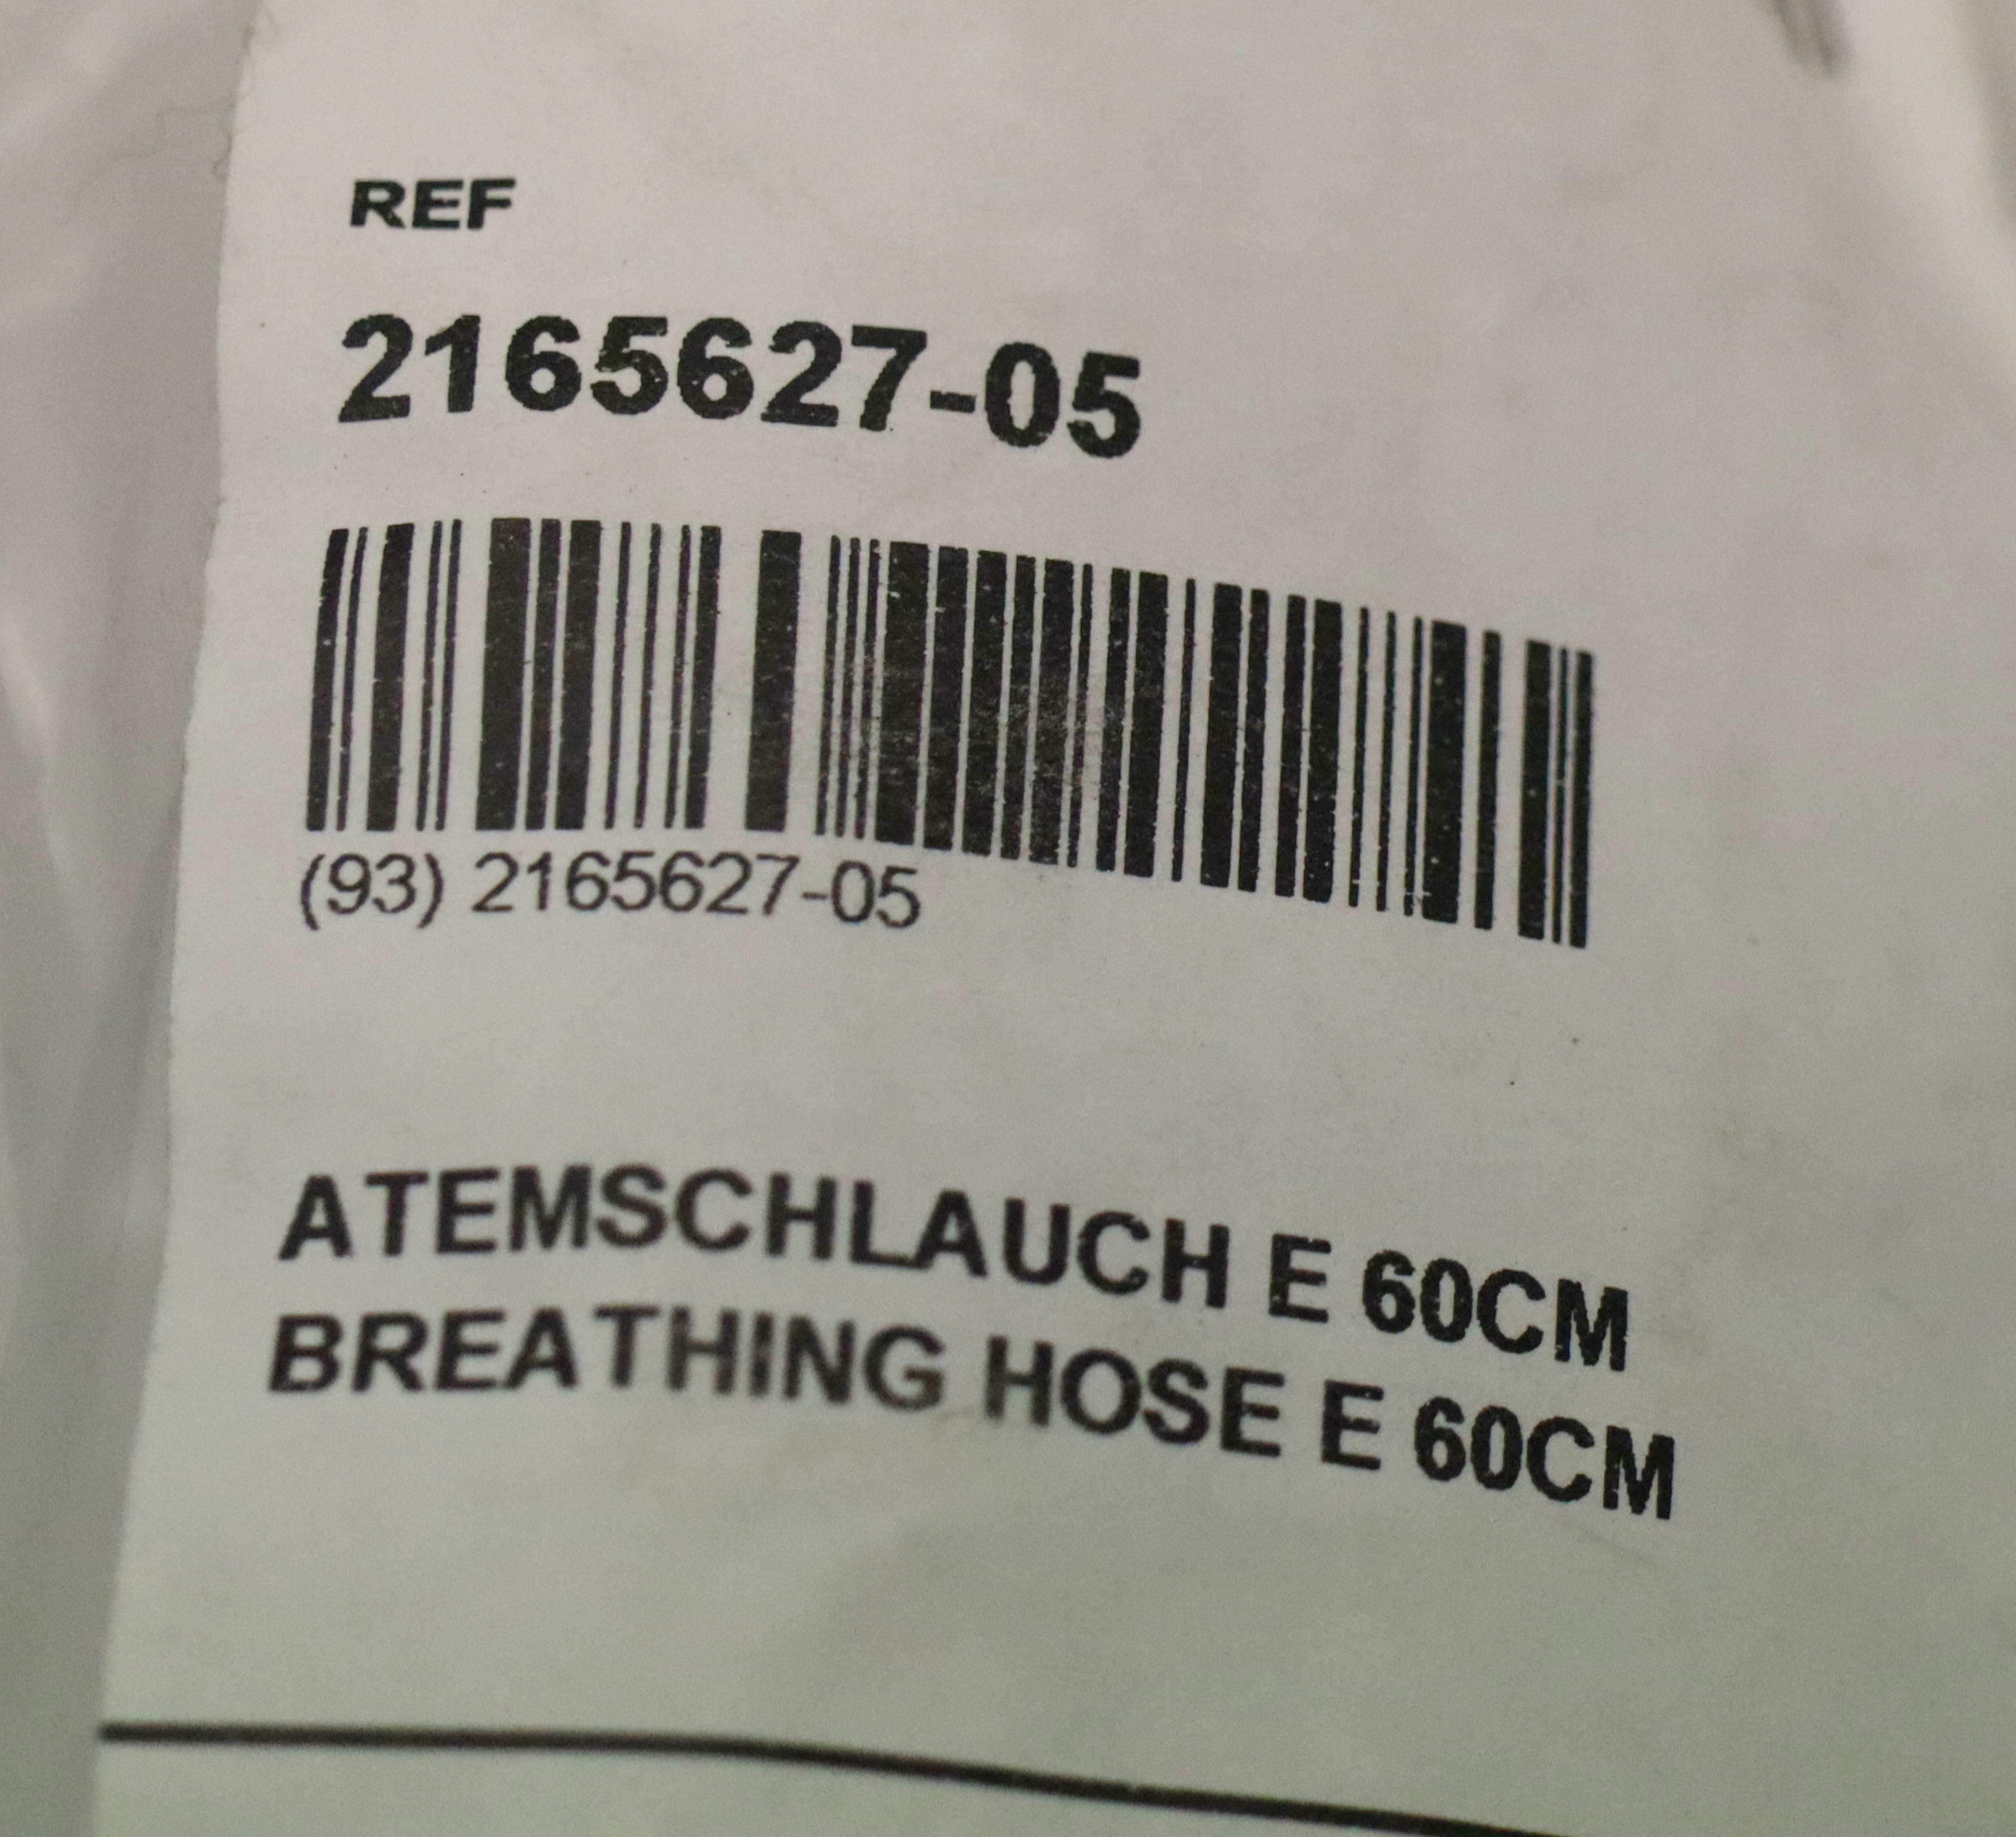 REF
2165627-05
(93) 2165627-05
ATEMSCHLAUCH E 60CM
BREATHING HOSE E 60CM